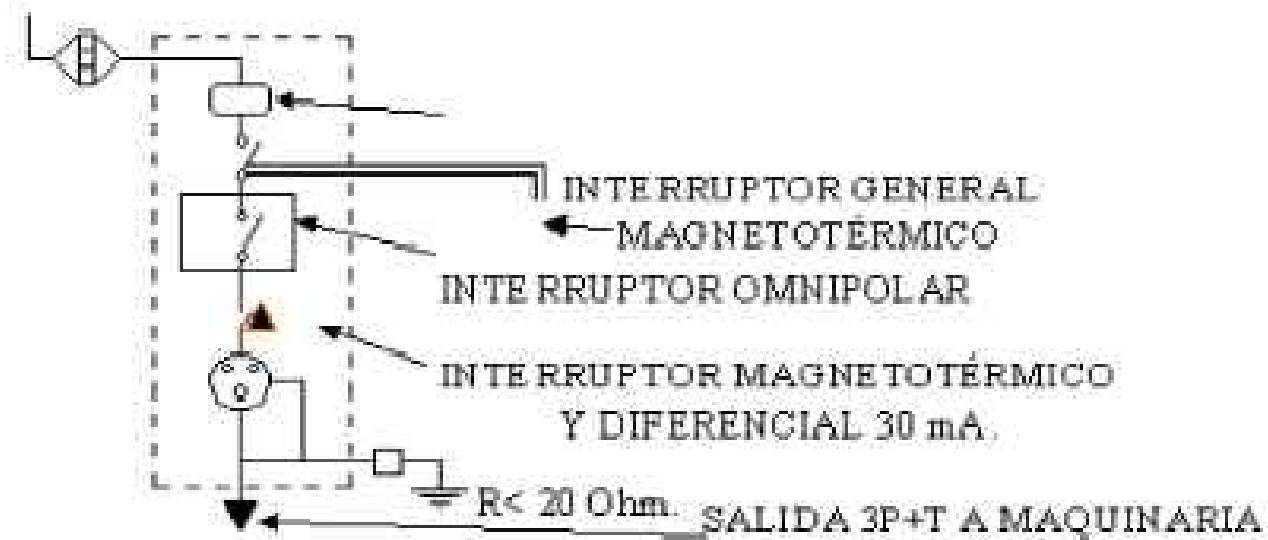 INTERRUPTOR GENERAL
MAGNETOTÉRMICO
INTERRUPTOR OMNIPOLAR
INTERRUPTOR MAGNETOTÉRMICO
Y DIFERENCIAL 30 mA.
R< 20 Ohm.
SALIDA 3P+T A MAQUINARIA